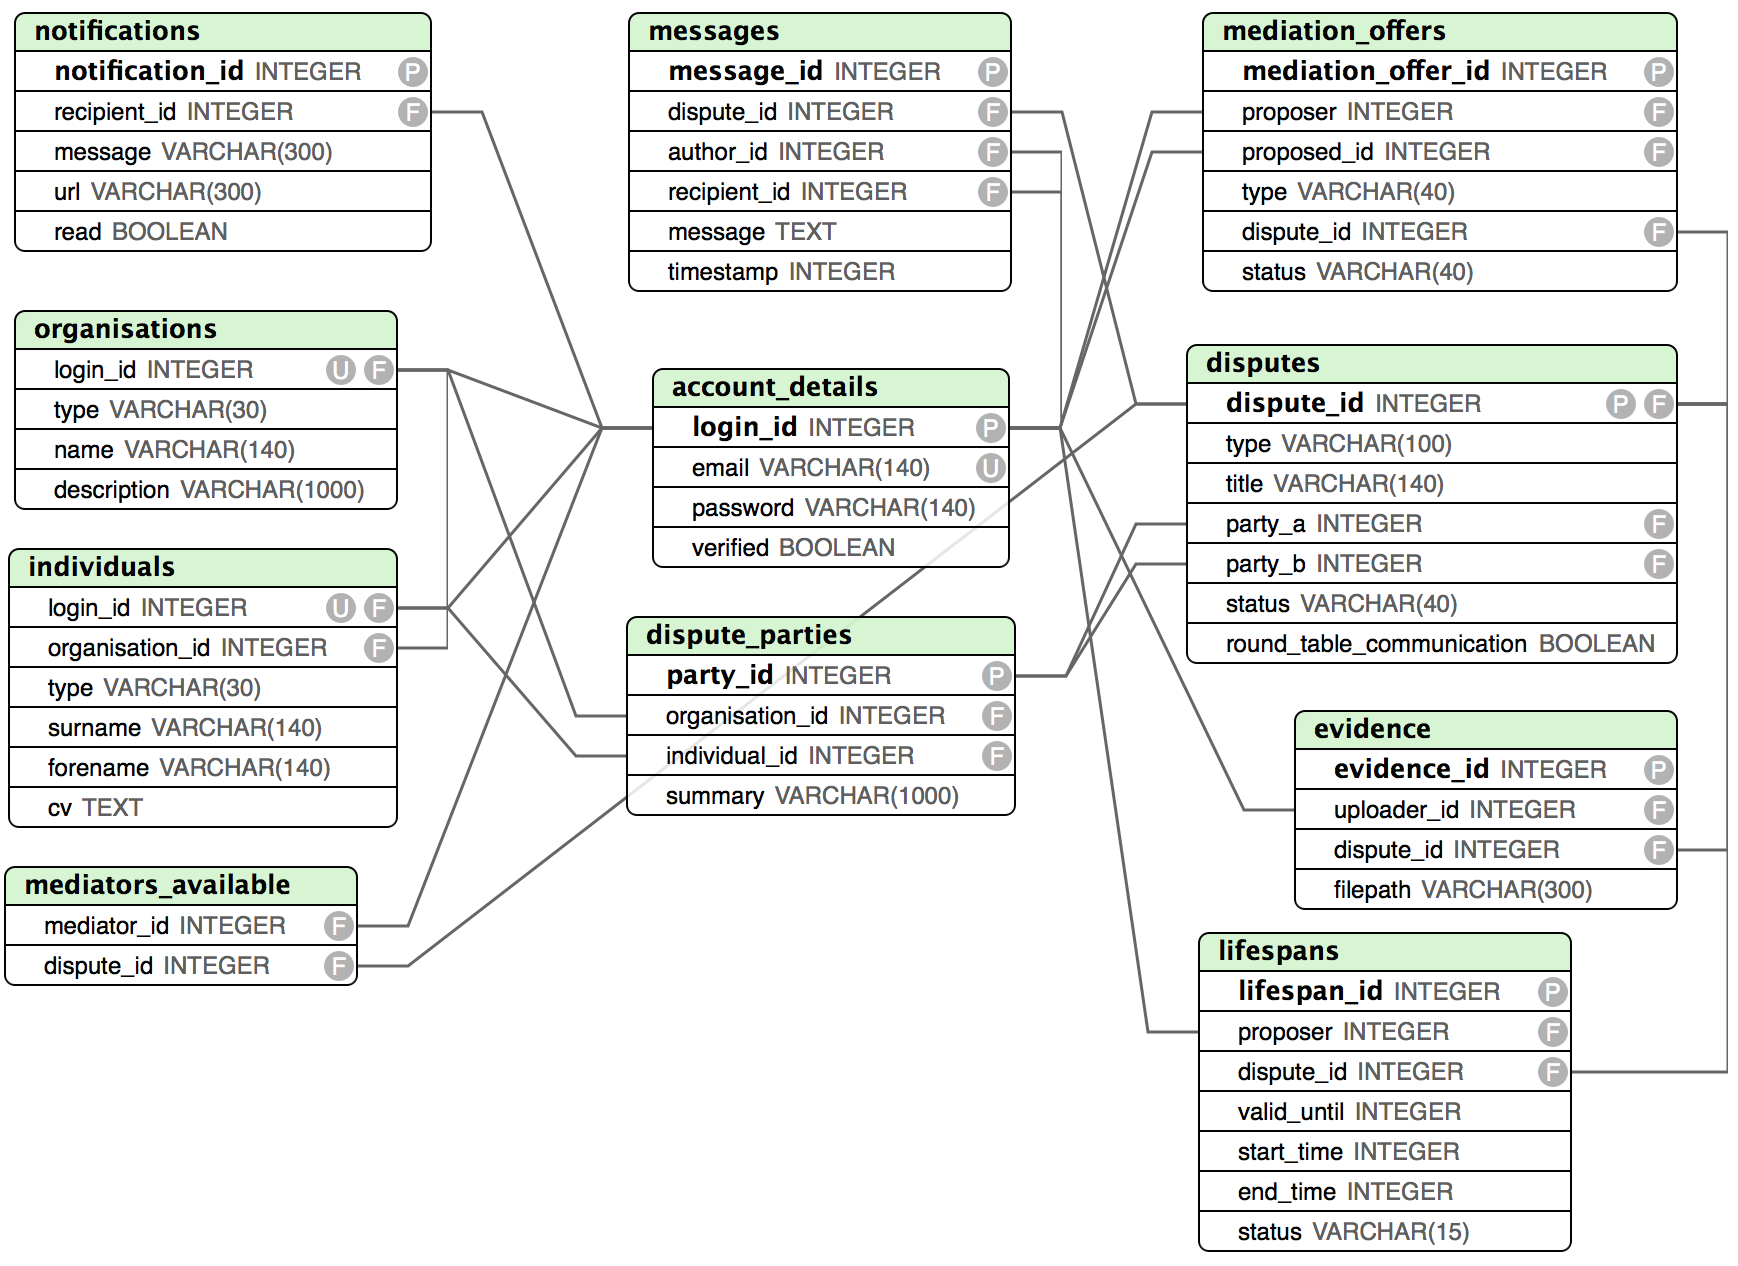 notifications
notification_id INTEGER P
recipient_id INTEGER F
message VARCHAR(300)
url VARCHAR(300)
read BOOLEAN
organisations
login_id INTEGER U F
type VARCHAR(30)
name VARCHAR(140)
description VARCHAR(1000)
individuals
login_id INTEGER U F
organisation_id INTEGER F
type VARCHAR(30)
surname VARCHAR(140)
forename VARCHAR(140)
cv TEXT
mediators_available
mediator_id INTEGER F
dispute_id INTEGER F
messages
message_id INTEGER P
dispute_id INTEGER F
author_id INTEGER F
recipient_id INTEGER F
message TEXT
timestamp INTEGER
account_details
login_id INTEGER P
email VARCHAR(140) U
password VARCHAR(140)
verified BOOLEAN
dispute_parties
party_id INTEGER P
organisation_id INTEGER F
individual_id INTEGER F
summary VARCHAR(1000)
mediation_offers
mediation_offer_id INTEGER P
proposer INTEGER F
proposed_id INTEGER F
type VARCHAR(40)
dispute_id INTEGER F
status VARCHAR(40)
disputes
dispute_id INTEGER P F
type VARCHAR(100)
title VARCHAR(140)
party_a INTEGER F
party_b INTEGER F
status VARCHAR(40)
round_table_communication BOOLEAN
evidence
evidence_id INTEGER P
uploader_id INTEGER F
dispute_id INTEGER F
filepath VARCHAR(300)
lifespans
lifespan_id INTEGER P
proposer INTEGER F
dispute_id INTEGER F
valid_until INTEGER
start_time INTEGER
end_time INTEGER
status VARCHAR(15)